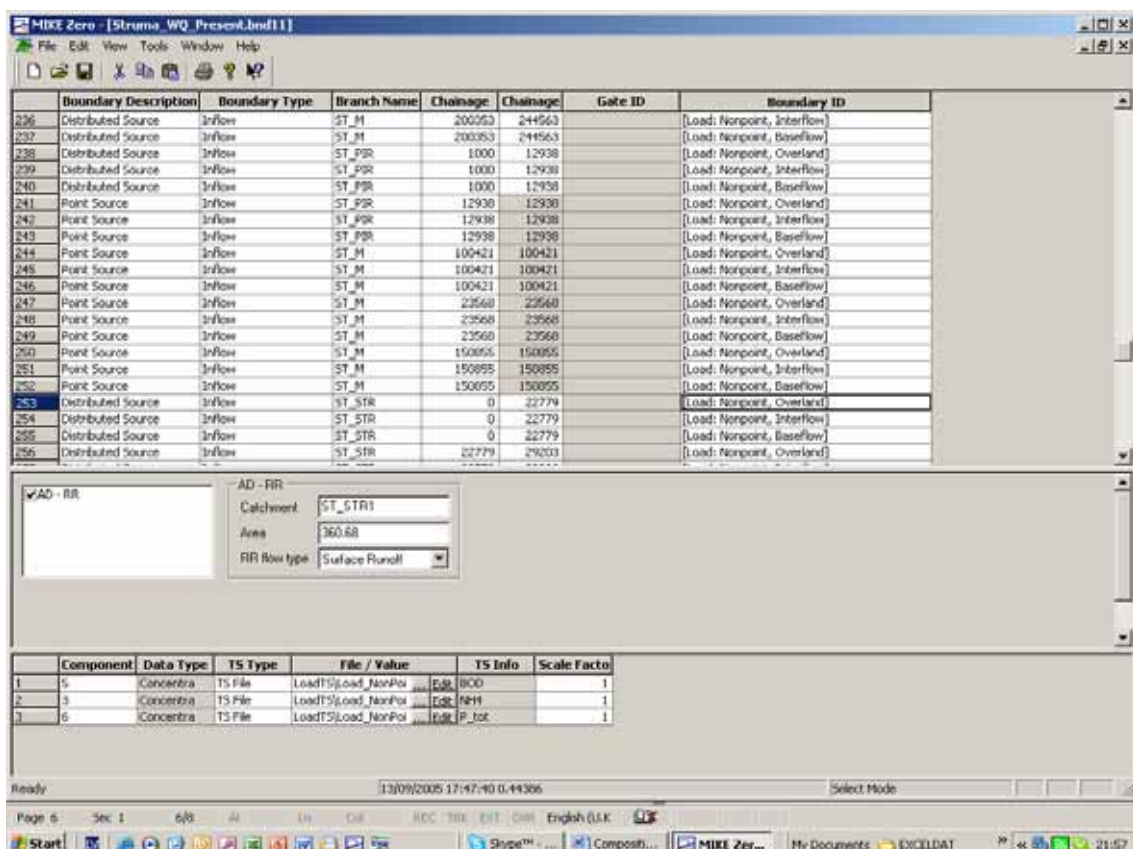 MIKE Zero - [Struma_WQ_Present.bnd11]
File Edit View Tools Window Help
Boundary Description Boundary Type Branch Name Chainage Chainage Gate ID Boundary ID
236 Distributed Source Inflow ST_M 200353 244563 [Load: Nonpoint, Interflow]
237 Distributed Source Inflow ST_M 200353 244563 [Load: Nonpoint, Baseflow]
238 Distributed Source Inflow ST_PIR 1000 12938 [Load: Nonpoint, Overland]
239 Distributed Source Inflow ST_PIR 1000 12938 [Load: Nonpoint, Interflow]
240 Distributed Source Inflow ST_PIR 1000 12938 [Load: Nonpoint, Baseflow]
241 Point Source Inflow ST_PIR 12938 12938 [Load: Nonpoint, Overland]
242 Point Source Inflow ST_PIR 12938 12938 [Load: Nonpoint, Interflow]
243 Point Source Inflow ST_PIR 12938 12938 [Load: Nonpoint, Baseflow]
244 Point Source Inflow ST_M 100421 100421 [Load: Nonpoint, Overland]
245 Point Source Inflow ST_M 100421 100421 [Load: Nonpoint, Interflow]
246 Point Source Inflow ST_M 100421 100421 [Load: Nonpoint, Baseflow]
247 Point Source Inflow ST_M 23568 23568 [Load: Nonpoint, Overland]
248 Point Source Inflow ST_M 23568 23568 [Load: Nonpoint, Interflow]
249 Point Source Inflow ST_M 23568 23568 [Load: Nonpoint, Baseflow]
250 Point Source Inflow ST_M 150855 150855 [Load: Nonpoint, Overland]
251 Point Source Inflow ST_M 150855 150855 [Load: Nonpoint, Interflow]
252 Point Source Inflow ST_M 150855 150855 [Load: Nonpoint, Baseflow]
253 Distributed Source Inflow ST_STR 0 22779 [Load: Nonpoint, Overland]
254 Distributed Source Inflow ST_STR 0 22779 [Load: Nonpoint, Interflow]
255 Distributed Source Inflow ST_STR 0 22779 [Load: Nonpoint, Baseflow]
256 Distributed Source Inflow ST_STR 22779 29203 [Load: Nonpoint, Overland]
AD - RR
AD - RR
Catchment ST_STR1
Area 360.68
RR flow type Surface Runoff
Component Data Type TS Type File / Value TS Info Scale Facto
1 5 Concentra TS File LoadTS\Load_NonPoi ... Edit BOD 1
2 3 Concentra TS File LoadTS\Load_NonPoi ... Edit NH4 1
3 6 Concentra TS File LoadTS\Load_NonPoi ... Edit P_tot 1
Ready 13/09/2005 17:47:40 0.44386 Select Mode
Page 6 Sec 1 6/8 At Ln Col REC TRK EXT OVR English (U.K
Start Skype™ - ... Compositi... MIKE Zer... My Documents EXCELDAT 21:57